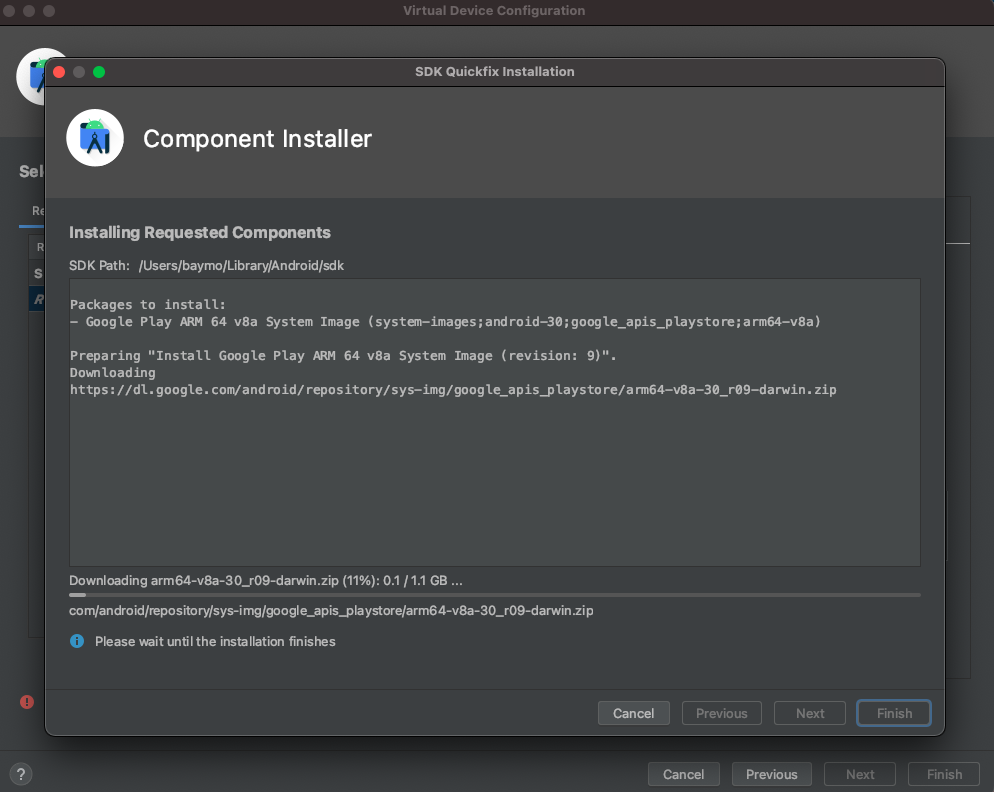 Virtual Device Configuration
SDK Quickfix Installation
Component Installer
Sel
Re
R
S
R
Installing Requested Components
SDK Path: /Users/baymo/Library/Android/sdk
Packages to install:
- Google Play ARM 64 v8a System Image (system-images;android-30;google_apis_playstore;arm64-v8a)
Preparing "Install Google Play ARM 64 v8a System Image (revision: 9)".
Downloading
https://dl.google.com/android/repository/sys-img/google_apis_playstore/arm64-v8a-30_r09-darwin.zip
Downloading arm64-v8a-30_r09-darwin.zip (11%): 0.1 / 1.1 GB ...
com/android/repository/sys-img/google_apis_playstore/arm64-v8a-30_r09-darwin.zip
Please wait until the installation finishes
Cancel Previous Next Finish
? Cancel Previous Next Finish